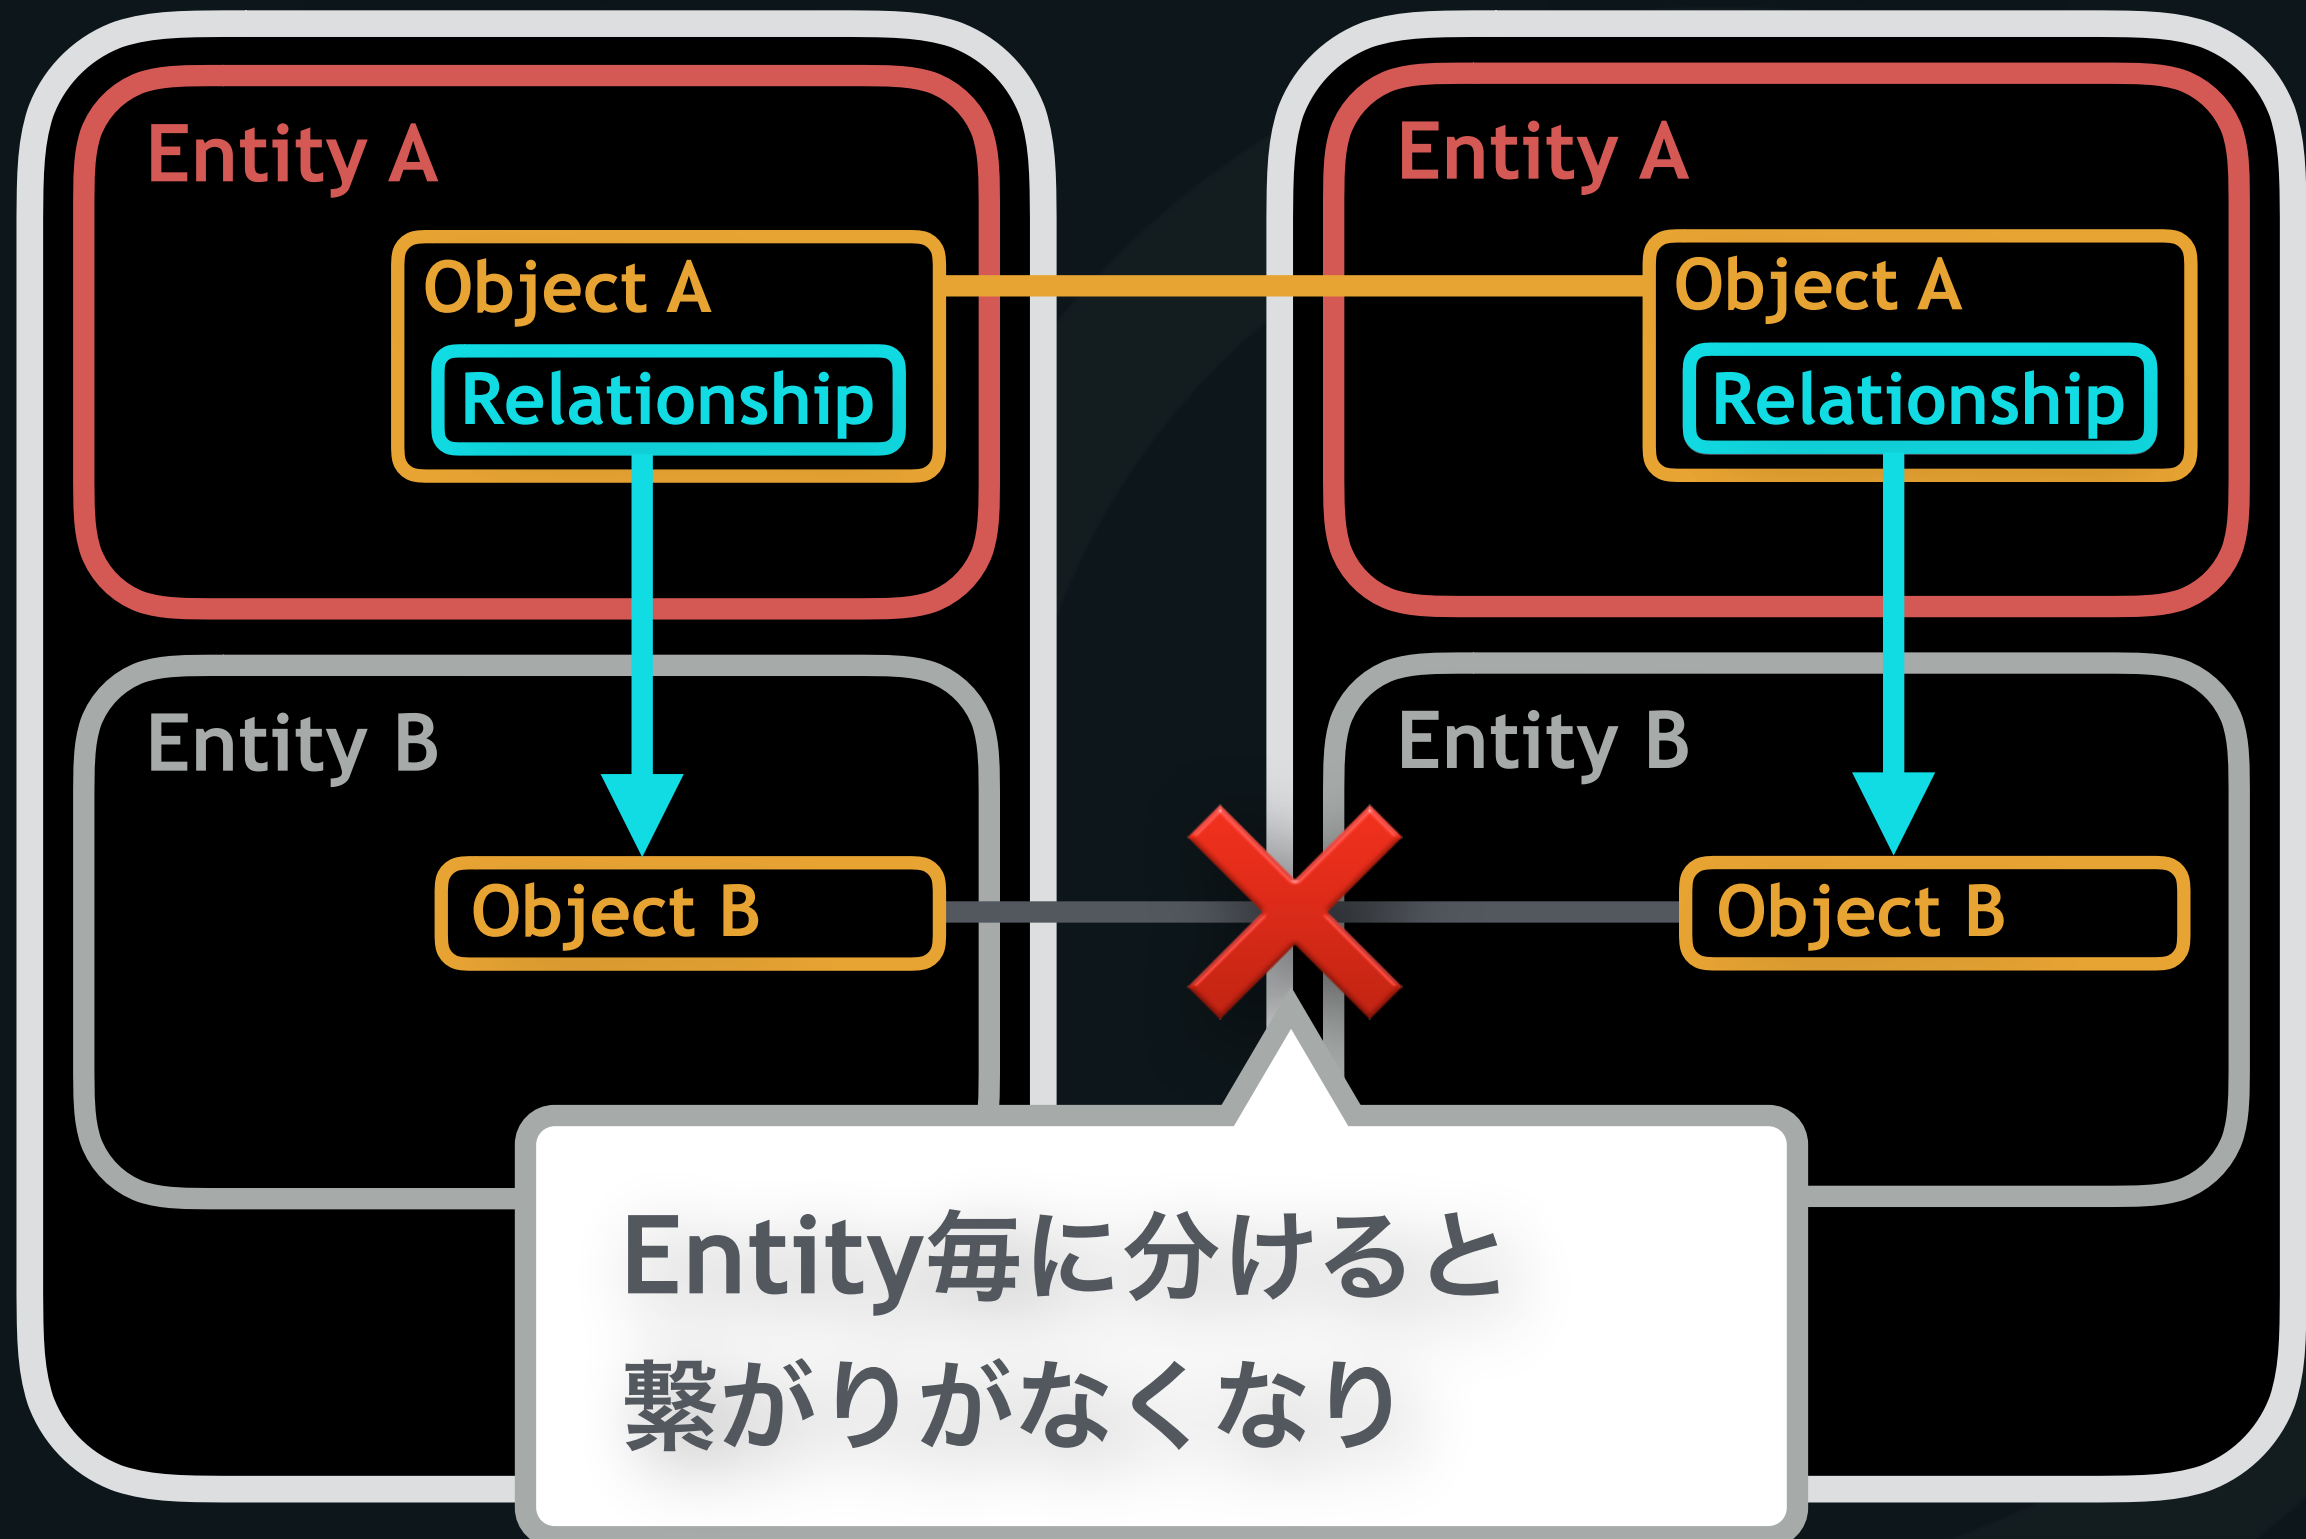 Entity A
Object A
Relationship
Entity B
Object B
Entity A
Object A
Relationship
Entity B
Object B
Entity毎に分けると
繋がりがなくなり